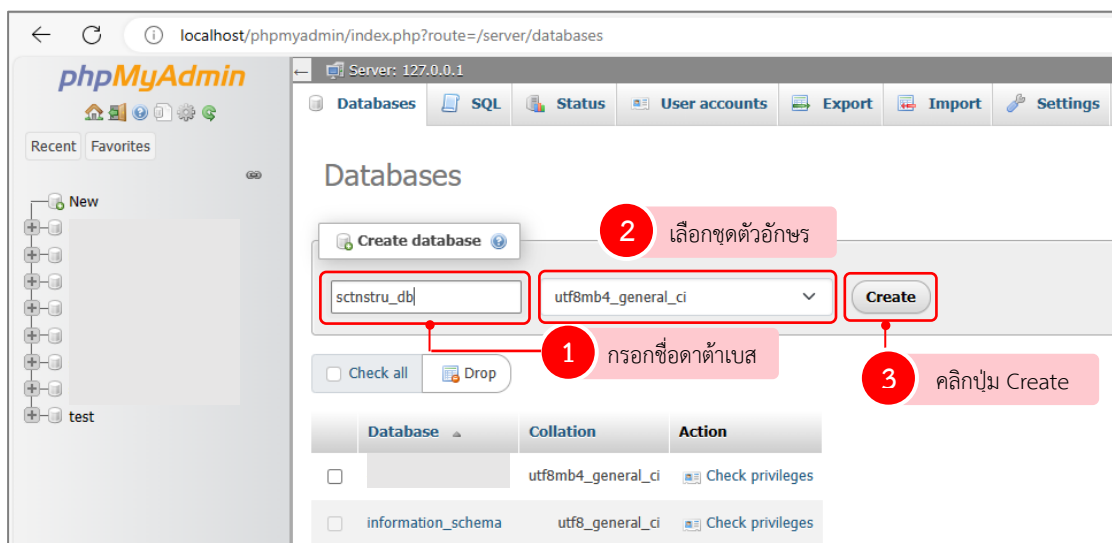 localhost/phpmyadmin/index.php?route=/server/databases
phpMyAdmin
Recent Favorites
New
test
Server: 127.0.0.1
Databases SQL Status User accounts Export Import Settings
Databases
2 เลือกชุดตัวอักษร
Create database
sctnstru_db utf8mb4_general_ci Create
1 กรอกชื่อดาต้าเบส
Check all Drop
3 คลิกปุ่ม Create
Database Collation Action
utf8mb4_general_ci Check privileges
information_schema utf8_general_ci Check privileges